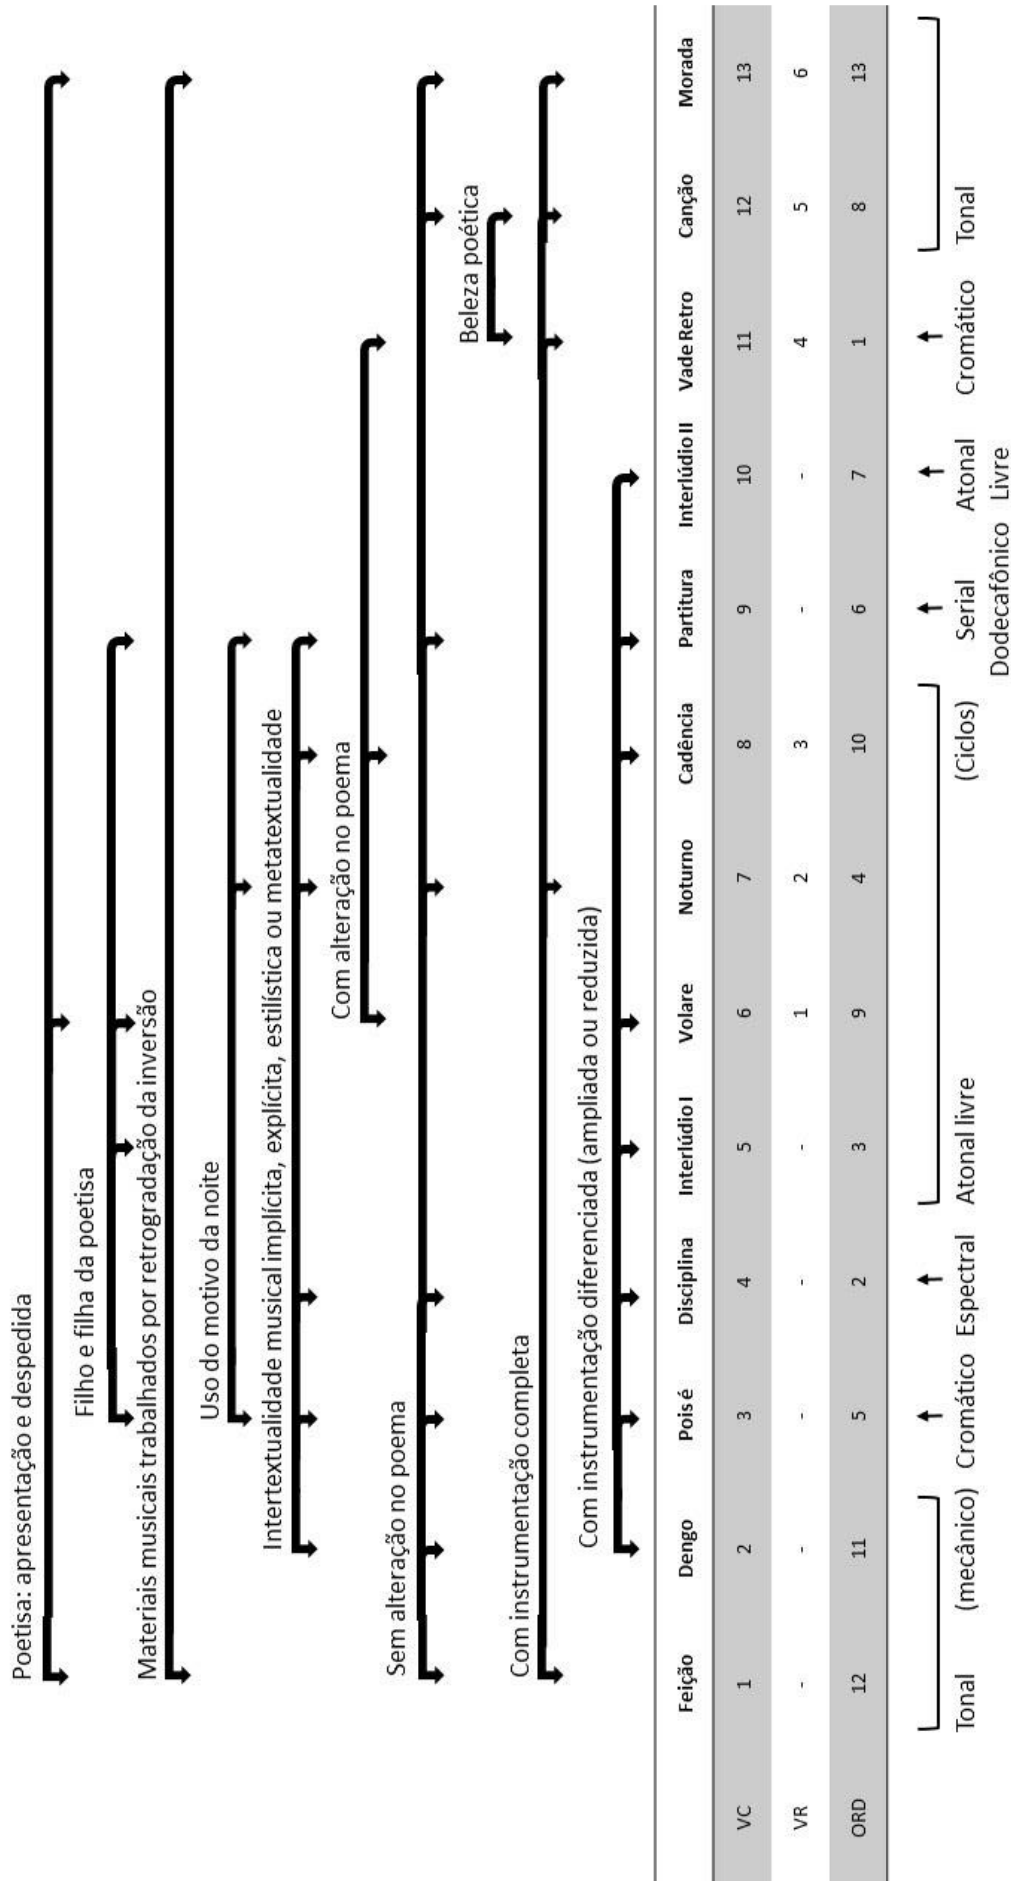 Poetisa: apresentação e despedida
Filho e filha da poetisa
Materiais musicais trabalhados por retrogradação da inversão
Uso do motivo da noite
Intertextualidade musical implícita, explícita, estilística ou metatextualidade
Com alteração no poema
Sem alteração no poema
Beleza poética
Com instrumentação completa
Com instrumentação diferenciada (ampliada ou reduzida)
Feição Dengo Pois é Disciplina Interlúdio I Volare Noturno Cadência Partitura Interlúdio II Vade Retro Canção Morada
VC 1 2 3 4 5 6 7 8 9 10 11 12 13
VR - - - - - 1 2 3 - - 4 5 6
ORD 12 11 5 2 3 9 4 10 6 7 1 8 13
Tonal (mecânico) Cromático Espectral Atonal livre (Ciclos) Serial Atonal Cromático Tonal
Dodecafônico Livre